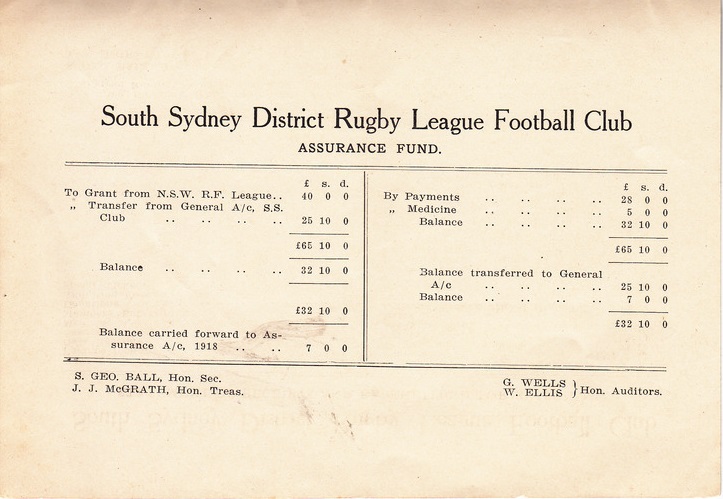 South Sydney District Rugby League Football Club
ASSURANCE FUND.
£ s. d.
To Grant from N.S.W. R.F. League.. 40 0 0
„ Transfer from General A/c, S.S.
Club .. .. .. .. 25 10 0
£65 10 0
Balance .. .. .. .. 32 10 0
£32 10 0
Balance carried forward to As-
surance A/c, 1918 .. .. 7 0 0
£ s. d.
By Payments .. .. .. .. 28 0 0
„ Medicine .. .. .. .. 5 0 0
Balance .. .. .. .. 32 10 0
£65 10 0
Balance transferred to General
A/c .. .. .. .. 25 10 0
Balance .. .. .. .. 7 0 0
£32 10 0
S. GEO. BALL, Hon. Sec.
J. J. McGRATH, Hon. Treas.
G. WELLS
W. ELLIS } Hon. Auditors.